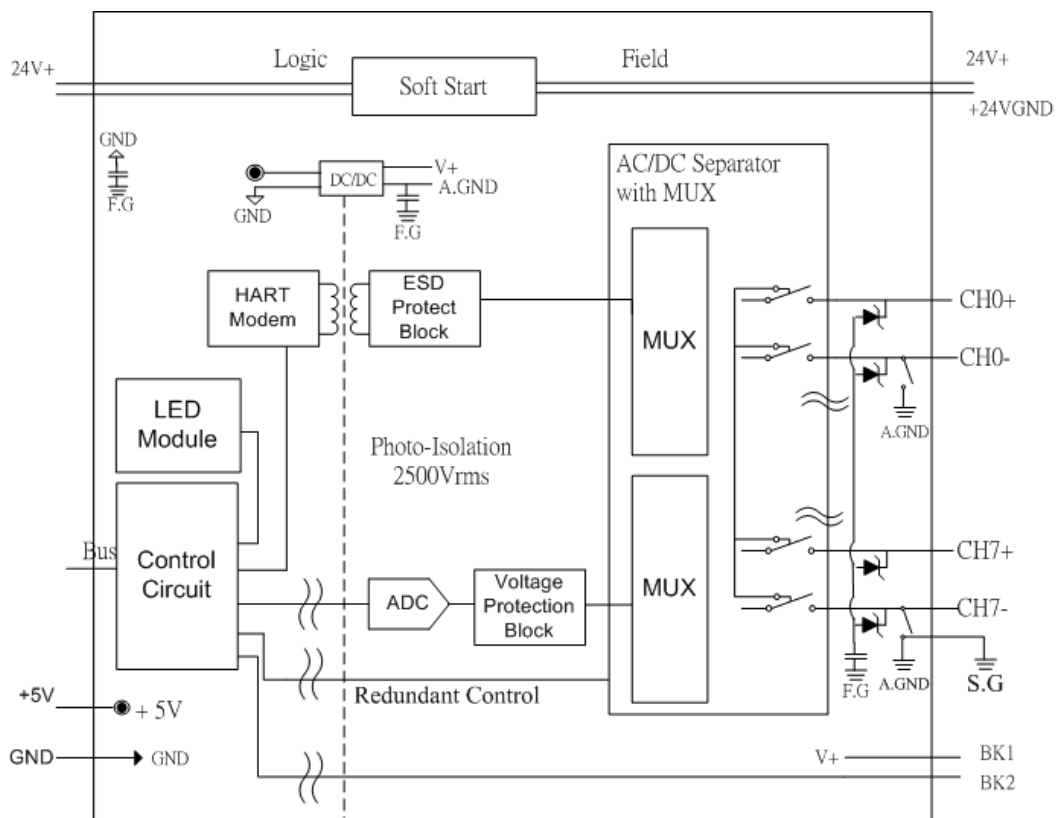 Logic
Field
24V+
Soft Start
24V+
+24VGND
GND
F.G
DC/DC
V+
A.GND
GND
F.G
AC/DC Separator
with MUX
HART
Modem
ESD
Protect
Block
MUX
CH0+
CH0-
A.GND
LED
Module
Photo-Isolation
2500Vrms
Bus
Control
Circuit
ADC
Voltage
Protection
Block
MUX
CH7+
CH7-
F.G
A.GND
S.G
Redundant Control
+5V
+ 5V
GND
GND
V+
BK1
BK2